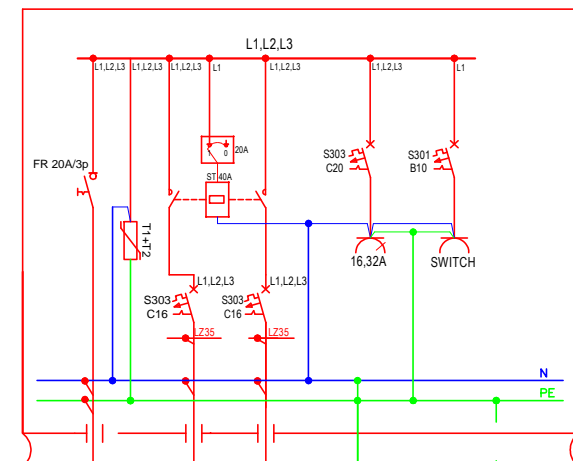 L1,L2,L3
L1,L2,L3
L1,L2,L3
L1,L2,L3
L1
L1,L2,L3
L1,L2,L3
L1
1 0
20A
FR 20A/3p
S303
C20
S301
B10
ST 40A
T1+T2
16,32A
SWITCH
L1,L2,L3
L1,L2,L3
S303
C16
S303
C16
LZ35
LZ35
N
PE